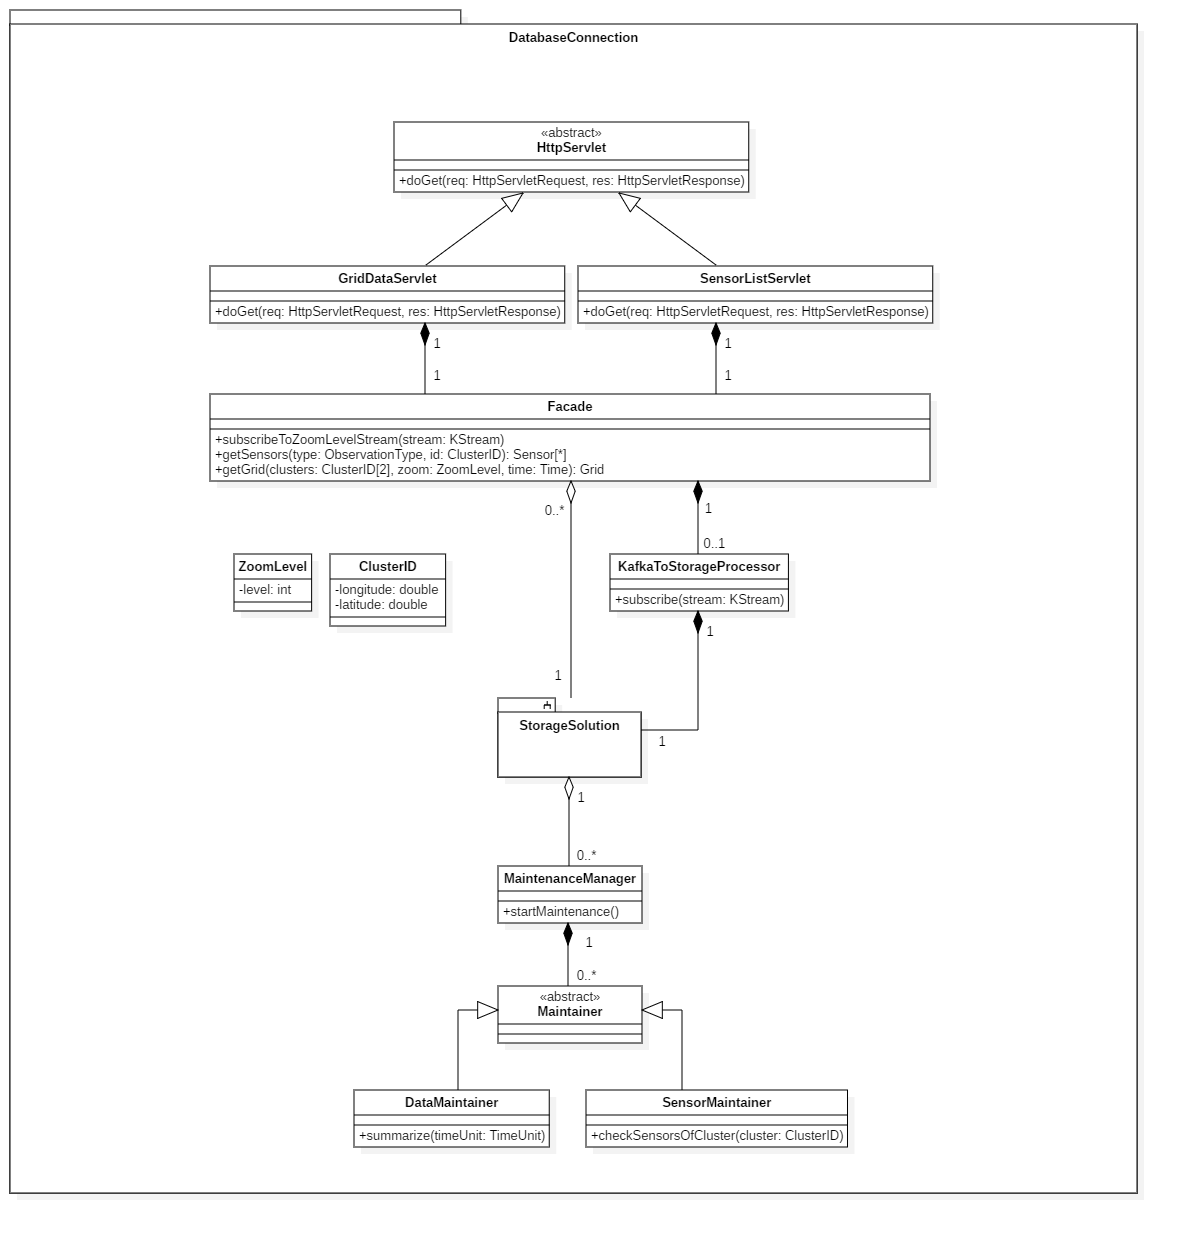 DatabaseConnection
«abstract»
HttpServlet
+doGet(req: HttpServletRequest, res: HttpServletResponse)
GridDataServlet
+doGet(req: HttpServletRequest, res: HttpServletResponse)
SensorListServlet
+doGet(req: HttpServletRequest, res: HttpServletResponse)
1
1
1
1
Facade
+subscribeToZoomLevelStream(stream: KStream)
+getSensors(type: ObservationType, id: ClusterID): Sensor[*]
+getGrid(clusters: ClusterID[2], zoom: ZoomLevel, time: Time): Grid
0..*
1
0..1
ZoomLevel
-level: int
ClusterID
-longitude: double
-latitude: double
KafkaToStorageProcessor
+subscribe(stream: KStream)
1
1
1
StorageSolution
1
0..*
MaintenanceManager
+startMaintenance()
1
0..*
«abstract»
Maintainer
DataMaintainer
+summarize(timeUnit: TimeUnit)
SensorMaintainer
+checkSensorsOfCluster(cluster: ClusterID)